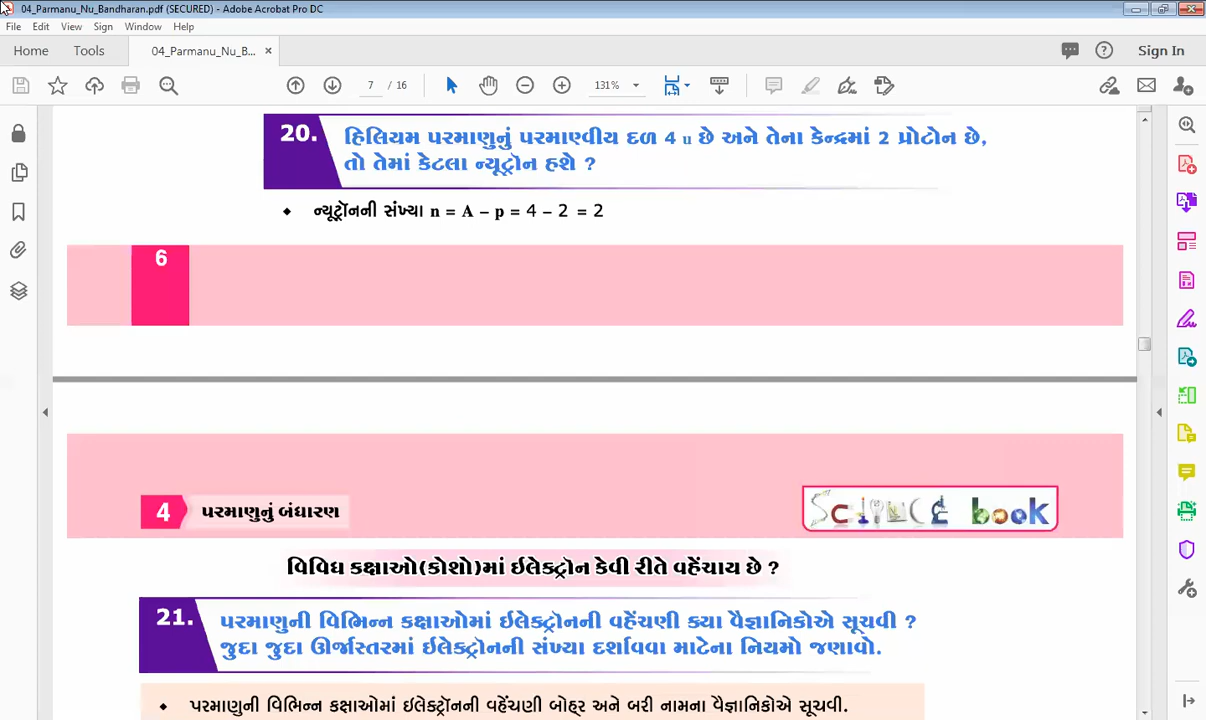 04_Parmanu_Nu_Bandharan.pdf (SECURED) - Adobe Acrobat Pro DC
File Edit View Sign Window Help
Home Tools 04_Parmanu_Nu_B... × Sign In
7 / 16 131%
20. હિલિયમ પરમાણુનું પરમાણ્વીય દળ 4 u છે અને તેના કેન્દ્રમાં 2 પ્રોટોન છે,
તો તેમાં કેટલા ન્યૂટ્રૉન હશે ?
♦ ન્યૂટ્રૉનની સંખ્યા n = A – p = 4 – 2 = 2
6
4 પરમાણુનું બંધારણ
SCIENCE book
વિવિધ કક્ષાઓ(કોશો)માં ઈલેક્ટ્રૉન કેવી રીતે વહેંચાય છે ?
21. પરમાણુની વિભિન્ન કક્ષાઓમાં ઈલેક્ટ્રૉનની વહેંચણી ક્યા વૈજ્ઞાનિકોએ સૂચવી ?
જુદા જુદા ઊર્જાસ્તરમાં ઈલેક્ટ્રૉનની સંખ્યા દર્શાવવા માટેના નિયમો જણાવો.
♦ પરમાણુની વિભિન્ન કક્ષાઓમાં ઈલેક્ટ્રૉનની વહેંચણી બોહ્‌ર અને બરી નામના વૈજ્ઞાનિકોએ સૂચવી.